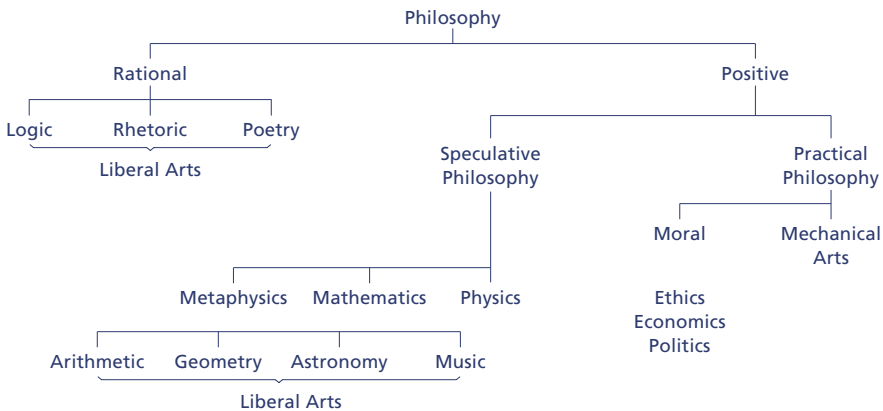 Philosophy
Rational Positive
Logic Rhetoric Poetry
Liberal Arts
Speculative
Philosophy
Practical
Philosophy
Moral Mechanical
Arts
Metaphysics Mathematics Physics
Ethics
Economics
Politics
Arithmetic Geometry Astronomy Music
Liberal Arts